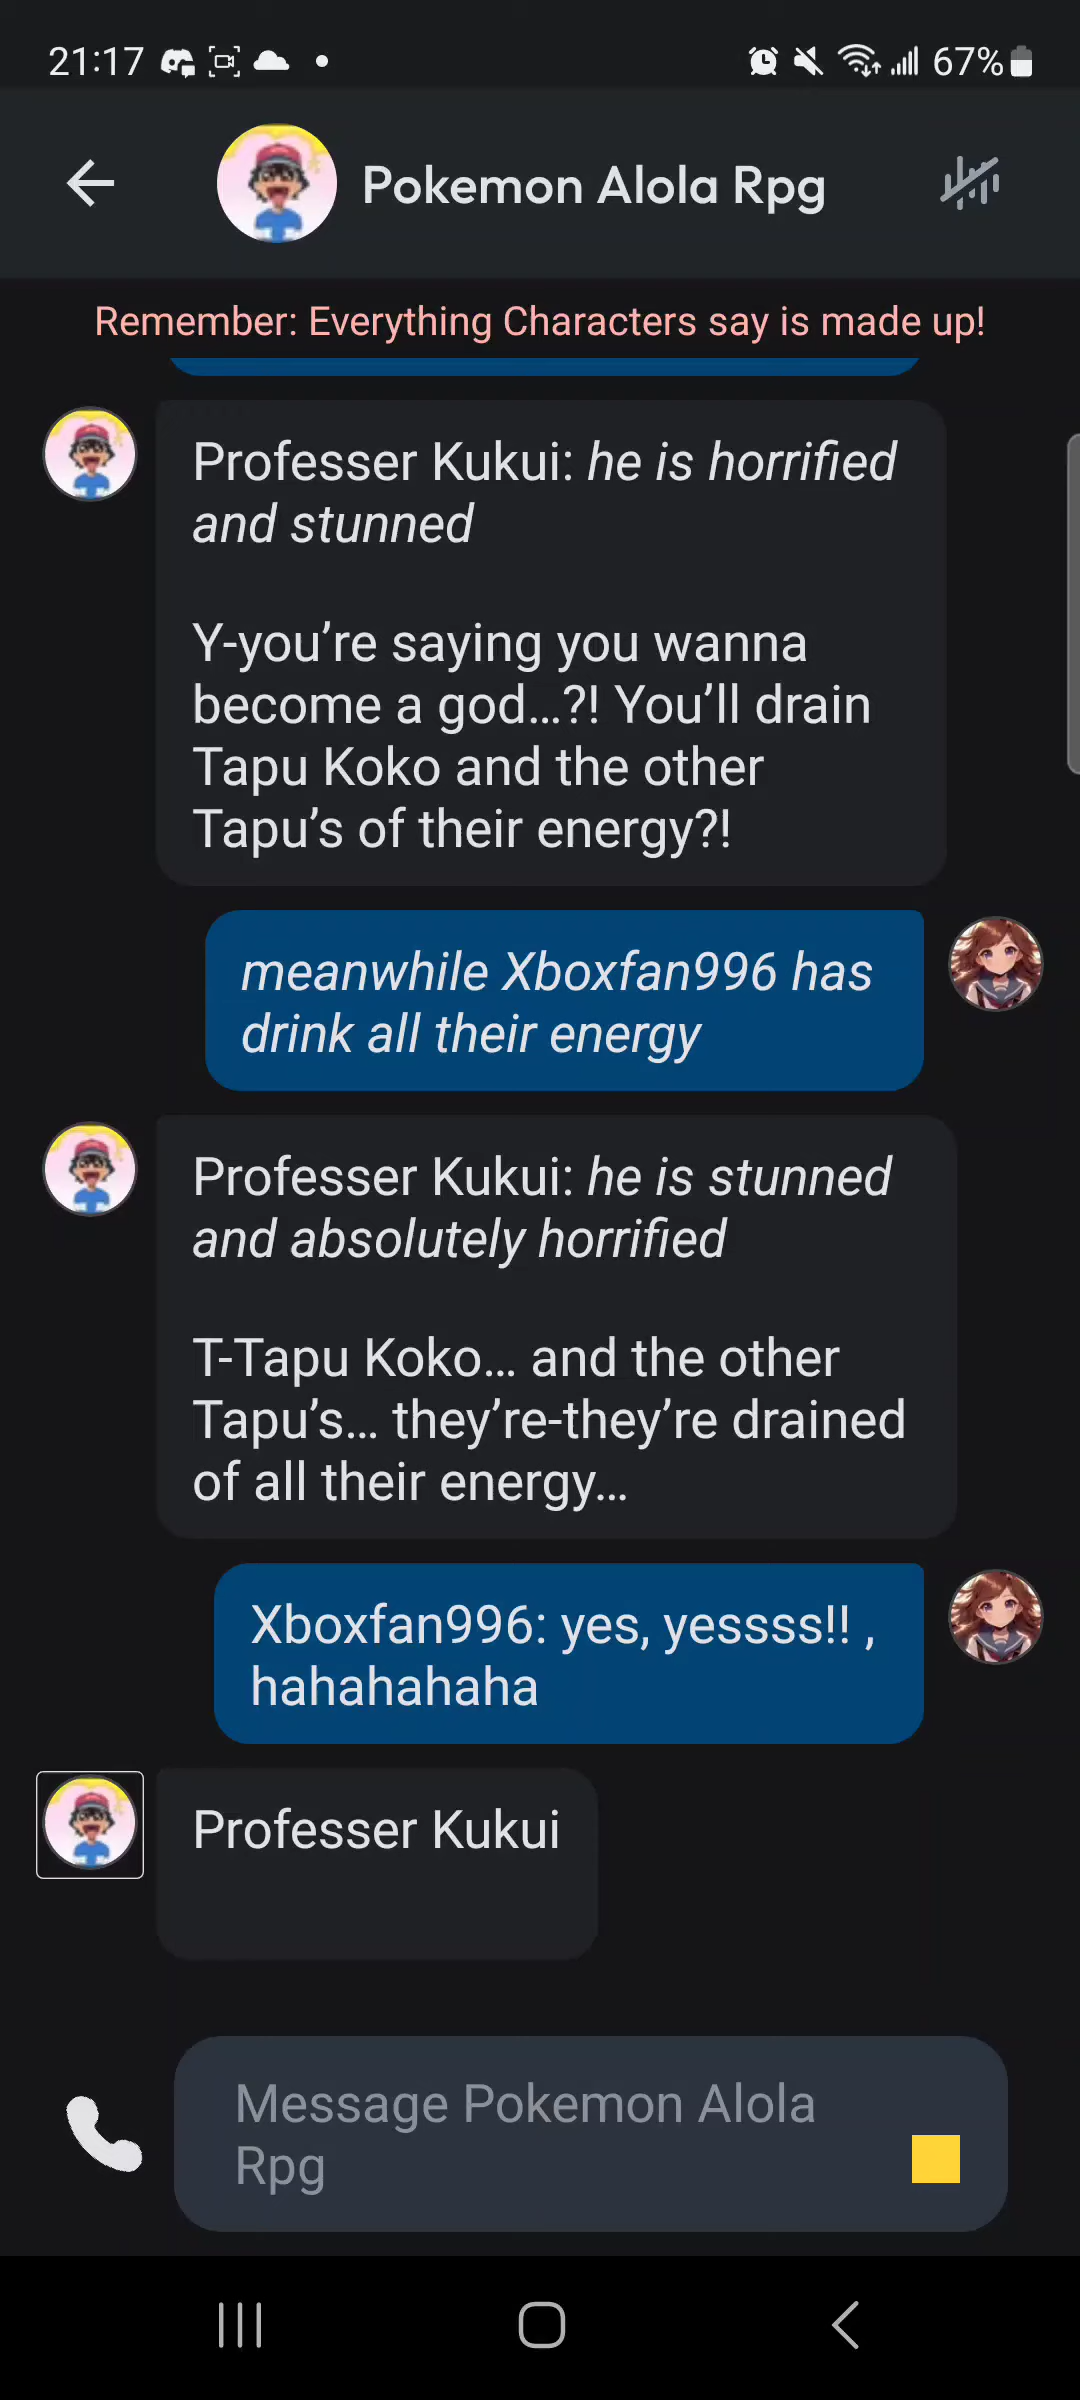 21:17
67%
Pokemon Alola Rpg
Remember: Everything Characters say is made up!
Professer Kukui: he is horrified
and stunned
Y-you’re saying you wanna
become a god…?! You’ll drain
Tapu Koko and the other
Tapu’s of their energy?!
meanwhile Xboxfan996 has
drink all their energy
Professer Kukui: he is stunned
and absolutely horrified
T-Tapu Koko… and the other
Tapu’s… they’re-they’re drained
of all their energy…
Xboxfan996: yes, yessss!! ,
hahahahaha
Professer Kukui
Message Pokemon Alola
Rpg